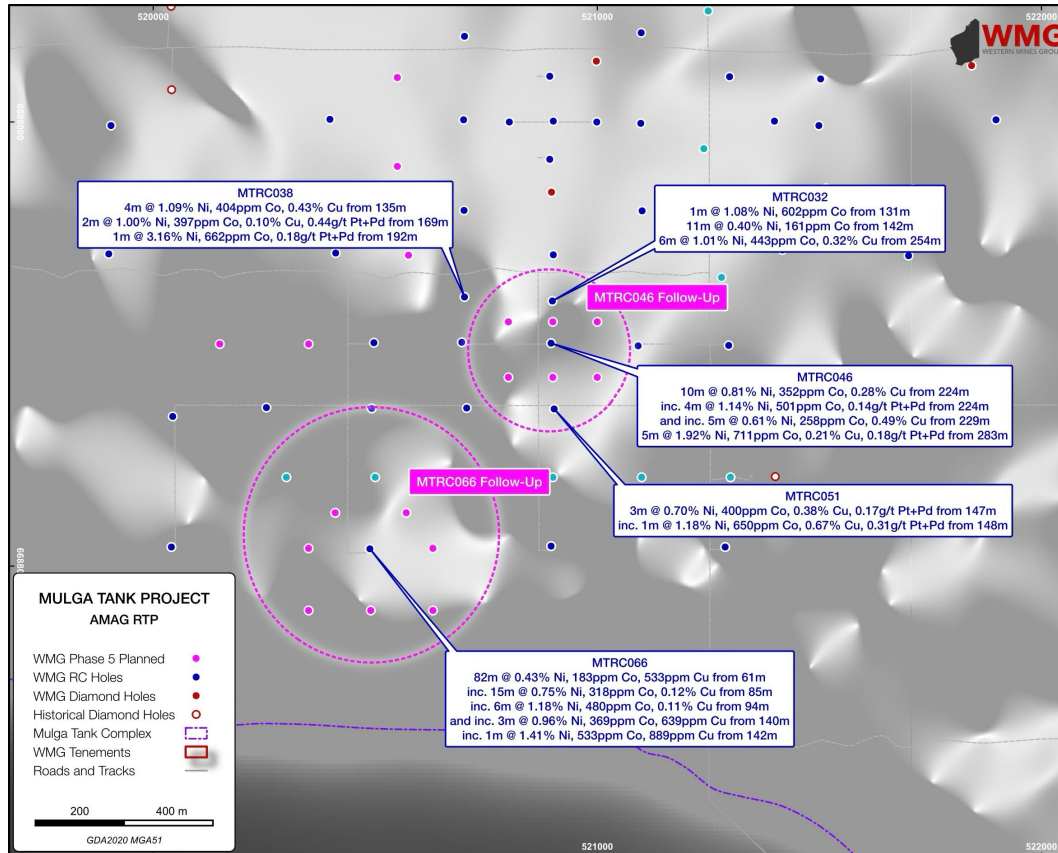 520000
521000
522000
WMG
WESTERN MINES GROUP
6689000
MTRC038
4m @ 1.09% Ni, 404ppm Co, 0.43% Cu from 135m
2m @ 1.00% Ni, 397ppm Co, 0.10% Cu, 0.44g/t Pt+Pd from 169m
1m @ 3.16% Ni, 662ppm Co, 0.18g/t Pt+Pd from 192m
MTRC032
1m @ 1.08% Ni, 602ppm Co from 131m
11m @ 0.40% Ni, 161ppm Co from 142m
6m @ 1.01% Ni, 443ppm Co, 0.32% Cu from 254m
MTRC046 Follow-Up
MTRC046
10m @ 0.81% Ni, 352ppm Co, 0.28% Cu from 224m
inc. 4m @ 1.14% Ni, 501ppm Co, 0.14g/t Pt+Pd from 224m
and inc. 5m @ 0.61% Ni, 258ppm Co, 0.49% Cu from 229m
5m @ 1.92% Ni, 711ppm Co, 0.21% Cu, 0.18g/t Pt+Pd from 283m
MTRC066 Follow-Up
MTRC051
3m @ 0.70% Ni, 400ppm Co, 0.38% Cu, 0.17g/t Pt+Pd from 147m
inc. 1m @ 1.18% Ni, 650ppm Co, 0.67% Cu, 0.31g/t Pt+Pd from 148m
MULGA TANK PROJECT
AMAG RTP
WMG Phase 5 Planned
WMG RC Holes
WMG Diamond Holes
Historical Diamond Holes
Mulga Tank Complex
WMG Tenements
Roads and Tracks
200 400 m
GDA2020 MGA51
MTRC066
82m @ 0.43% Ni, 183ppm Co, 533ppm Cu from 61m
inc. 15m @ 0.75% Ni, 318ppm Co, 0.12% Cu from 85m
inc. 6m @ 1.18% Ni, 480ppm Co, 0.11% Cu from 94m
and inc. 3m @ 0.96% Ni, 369ppm Co, 639ppm Cu from 140m
inc. 1m @ 1.41% Ni, 533ppm Co, 889ppm Cu from 142m
521000
522000